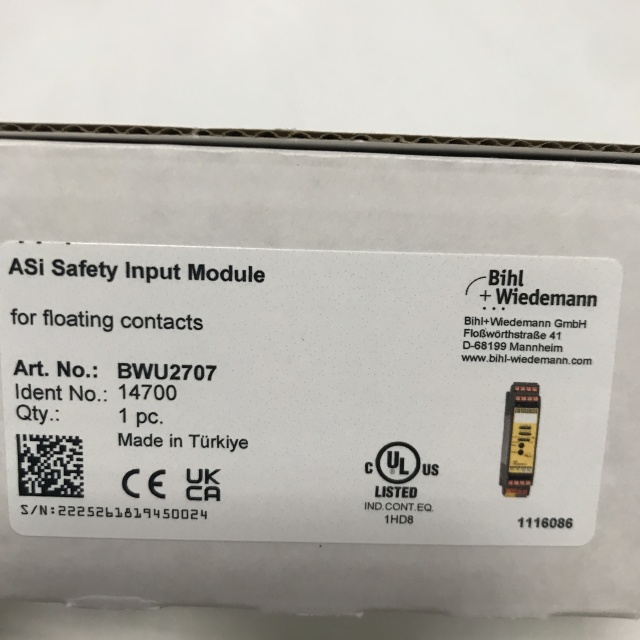 ASi Safety Input Module
for floating contacts
Art. No.: BWU2707
Ident No.: 14700
Qty.: 1 pc.
Made in Türkiye
CE UK CA
S/N:2225261819450024
Bihl
+ Wiedemann
Bihl+Wiedemann GmbH
Floßwörthstraße 41
D-68199 Mannheim
www.bihl-wiedemann.com
C UL US
LISTED
IND.CONT.EQ.
1HD8
1116086